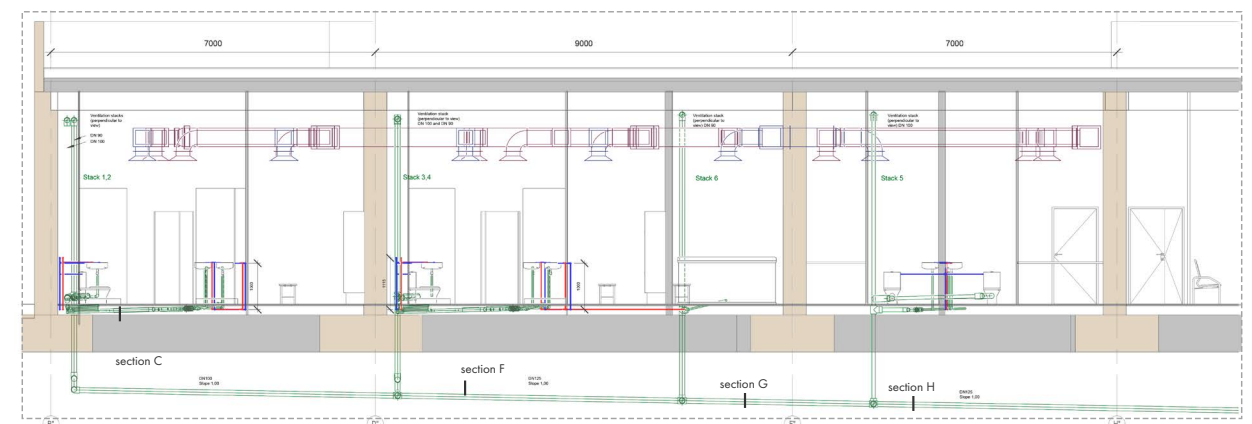 7000
9000
7000
Ventilation stacks
(perpendicular to
view)
DN 90
DN 100
Ventilation stack
(perpendicular to view)
DN 100 and DN 90
Ventilation stack
(perpendicular to
view) DN 90
Ventilation stack
(perpendicular to
view) DN 100
Stack 1,2
Stack 3,4
Stack 6
Stack 5
section C
section F
section G
section H
DN100
Slope 1,00
DN125
Slope 1,00
DN125
Slope 1,00